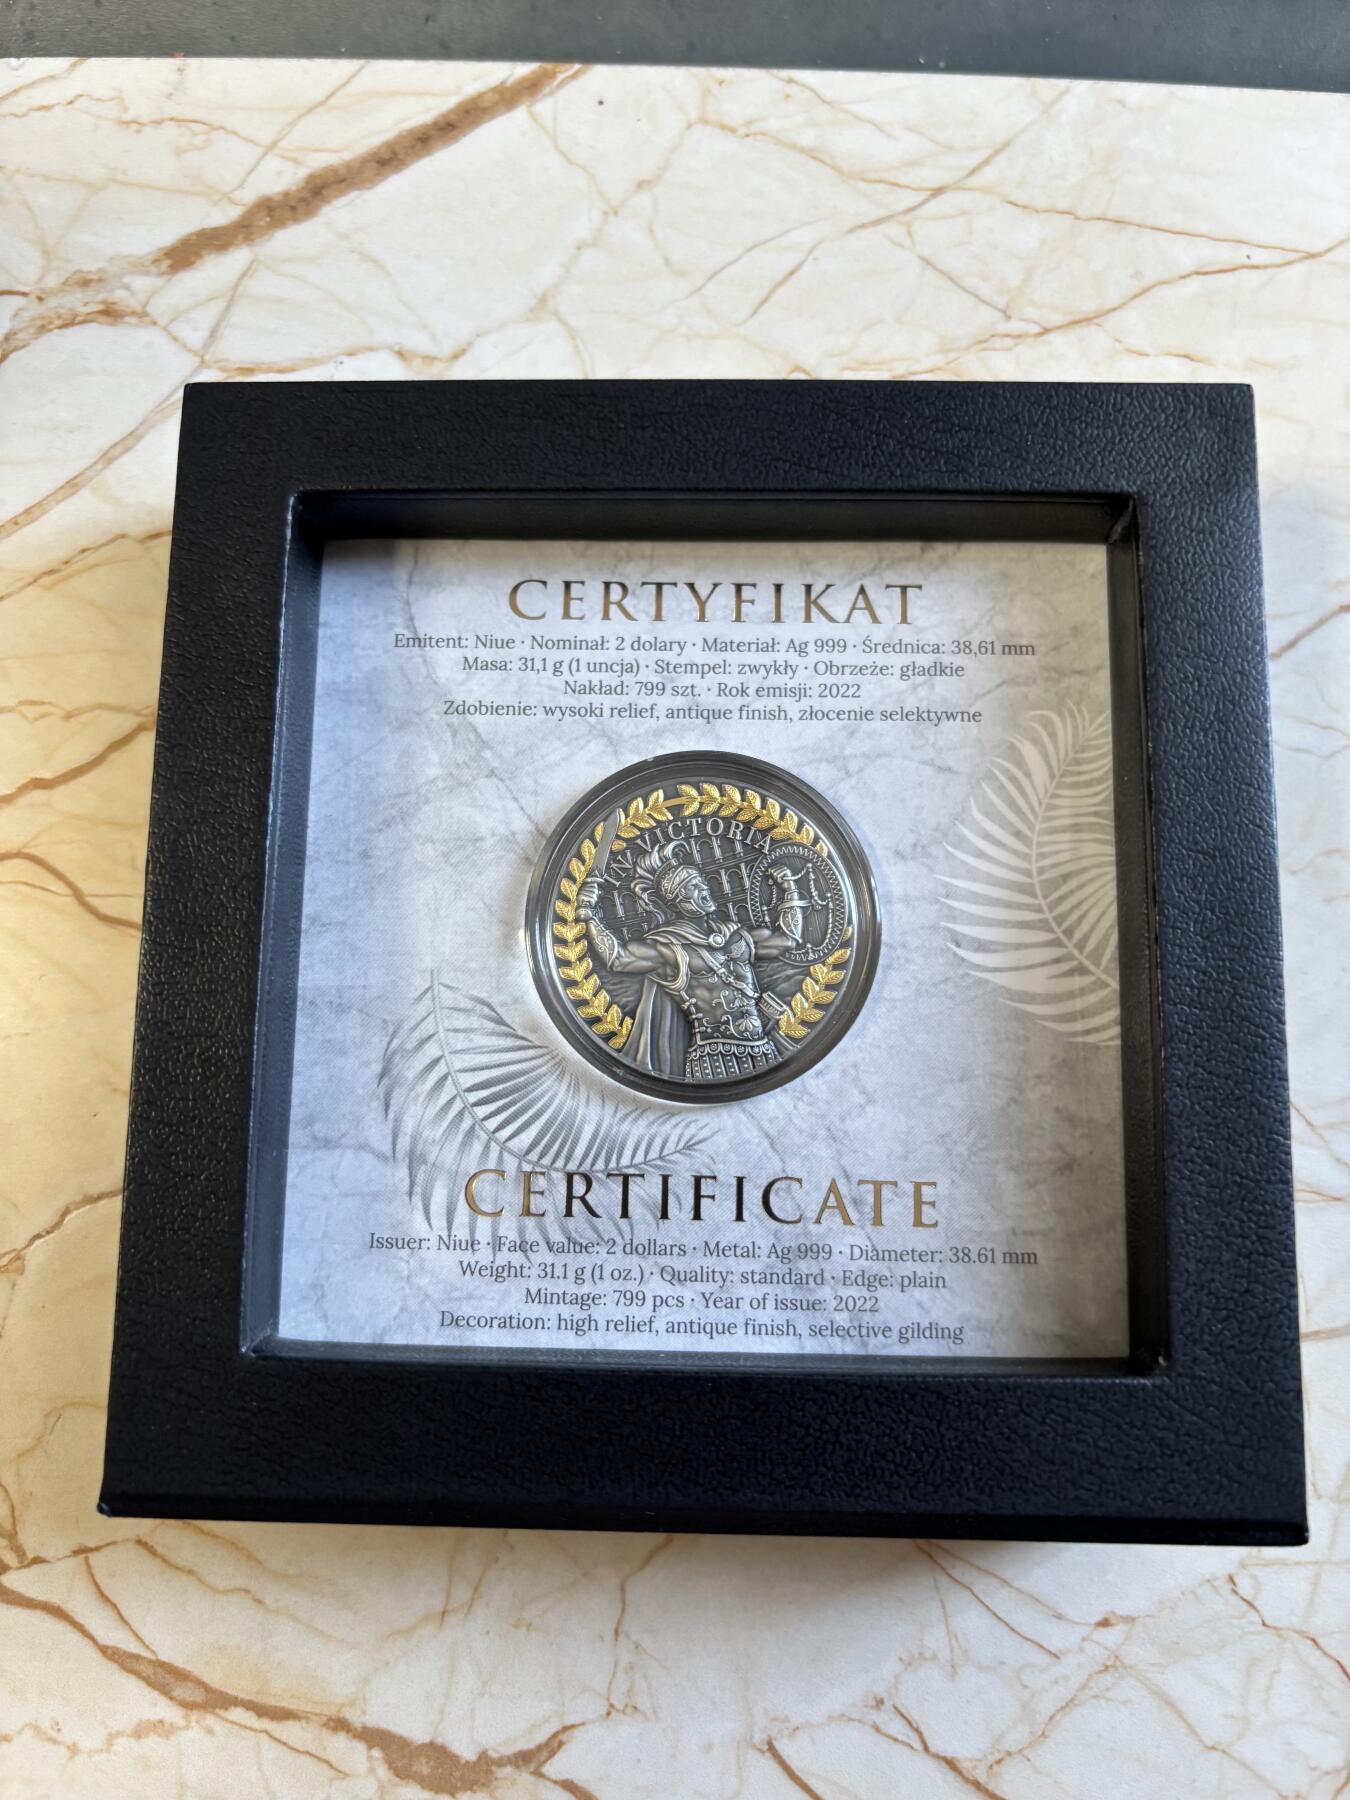 CERTYFIKAT
Emitent: Niue · Nominał: 2 dolary · Materiał: Ag 999 · Średnica: 38,61 mm
Masa: 31,1 g (1 uncja) · Stempel: zwykły · Obrzeże: gładkie
Nakład: 799 szt. · Rok emisji: 2022
Zdobienie: wysoki relief, antique finish, złocenie selektywne
IN VICTORIA
CERTIFICATE
Issuer: Niue · Face value: 2 dollars · Metal: Ag 999 · Diameter: 38.61 mm
Weight: 31.1 g (1 oz.) · Quality: standard · Edge: plain
Mintage: 799 pcs · Year of issue: 2022
Decoration: high relief, antique finish, selective gilding